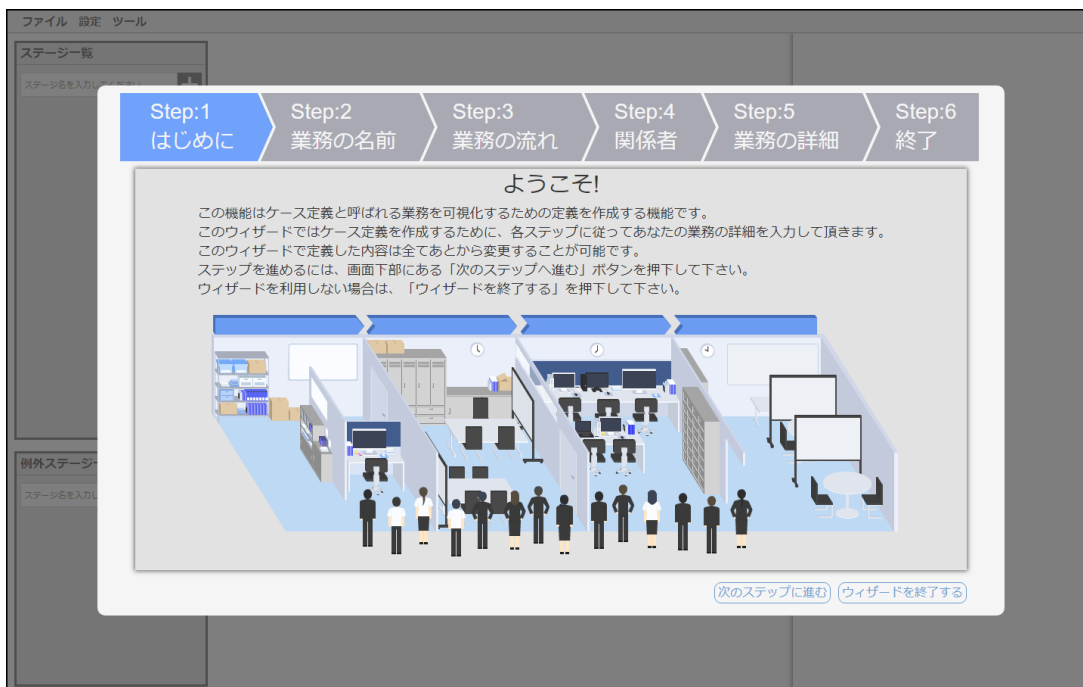 ファイル 設定 ツール
ステージ一覧
ステージ名を入力してください
Step:1
はじめに
Step:2
業務の名前
Step:3
業務の流れ
Step:4
関係者
Step:5
業務の詳細
Step:6
終了
ようこそ!
この機能はケース定義と呼ばれる業務を可視化するための定義を作成する機能です。
このウィザードではケース定義を作成するために、各ステップに従ってあなたの業務の詳細を入力して頂きます。
このウィザードで定義した内容は全てあとから変更することが可能です。
ステップを進めるには、画面下部にある「次のステップへ進む」ボタンを押下して下さい。
ウィザードを利用しない場合は、「ウィザードを終了する」を押下して下さい。
例外ステージ
ステージ名を入力し
次のステップに進む
ウィザードを終了する